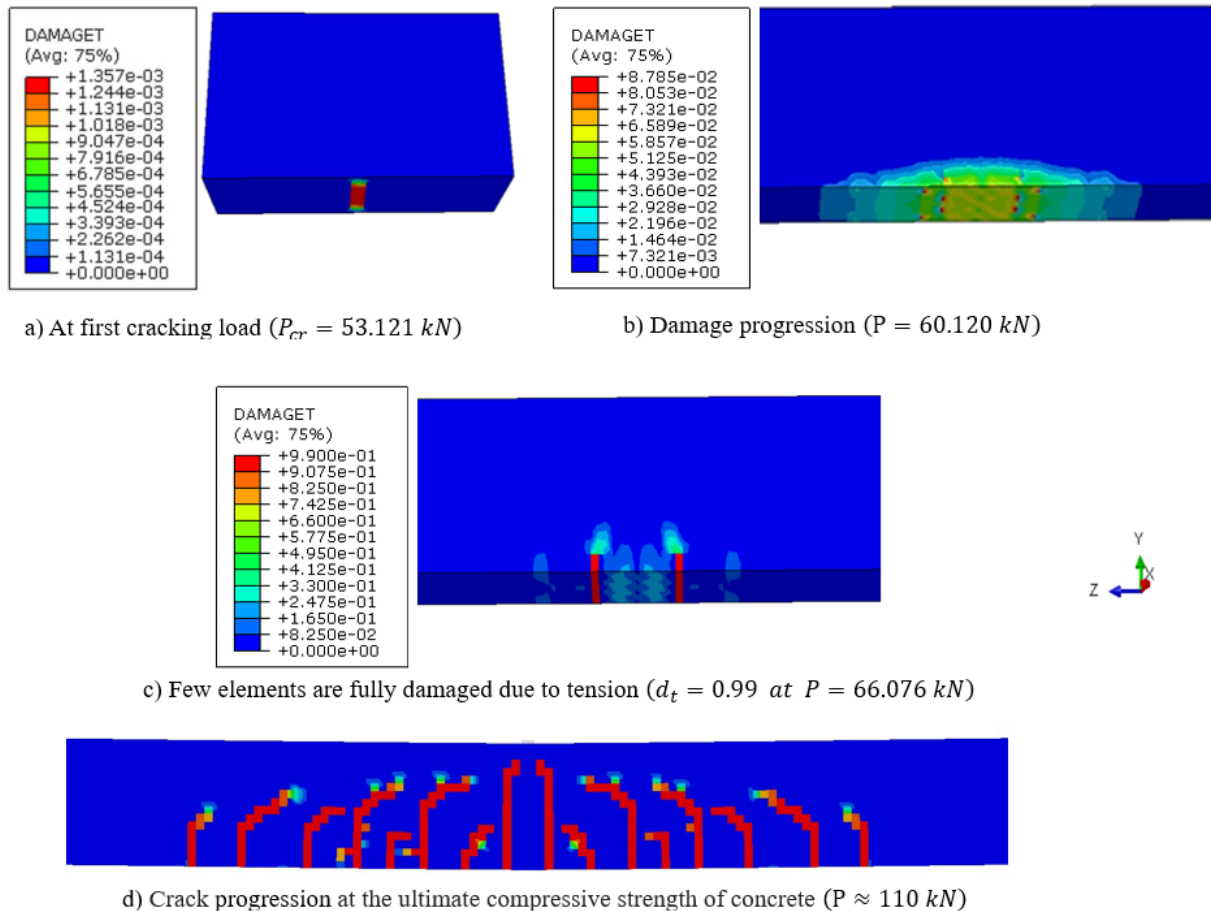 DAMAGET
(Avg: 75%)
+1.357e-03
+1.244e-03
+1.131e-03
+1.018e-03
+9.047e-04
+7.916e-04
+6.785e-04
+5.655e-04
+4.524e-04
+3.393e-04
+2.262e-04
+1.131e-04
+0.000e+00
a) At first cracking load (P_cr = 53.121 kN)
DAMAGET
(Avg: 75%)
+8.785e-02
+8.053e-02
+7.321e-02
+6.589e-02
+5.857e-02
+5.125e-02
+4.393e-02
+3.660e-02
+2.928e-02
+2.196e-02
+1.464e-02
+7.321e-03
+0.000e+00
b) Damage progression (P = 60.120 kN)
DAMAGET
(Avg: 75%)
+9.900e-01
+9.075e-01
+8.250e-01
+7.425e-01
+6.600e-01
+5.775e-01
+4.950e-01
+4.125e-01
+3.300e-01
+2.475e-01
+1.650e-01
+8.250e-02
+0.000e+00
Y
X
Z
c) Few elements are fully damaged due to tension (d_t = 0.99 at P = 66.076 kN)
d) Crack progression at the ultimate compressive strength of concrete (P ≈ 110 kN)